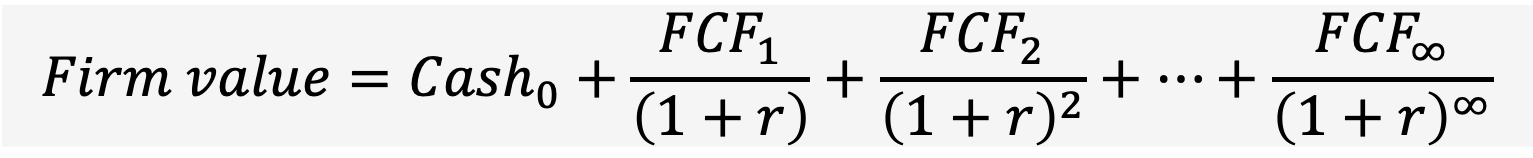 Firm value = Cash₀ + FCF₁/(1 + r) + FCF₂/(1 + r)² + ⋯ + FCF∞/(1 + r)^∞